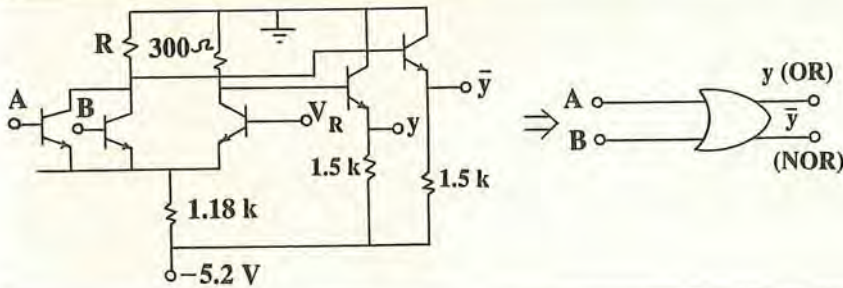 R
300Ω
A
B
V_R
y
ȳ
1.5 k
1.5 k
1.18 k
−5.2 V
A
B
y (OR)
ȳ
(NOR)